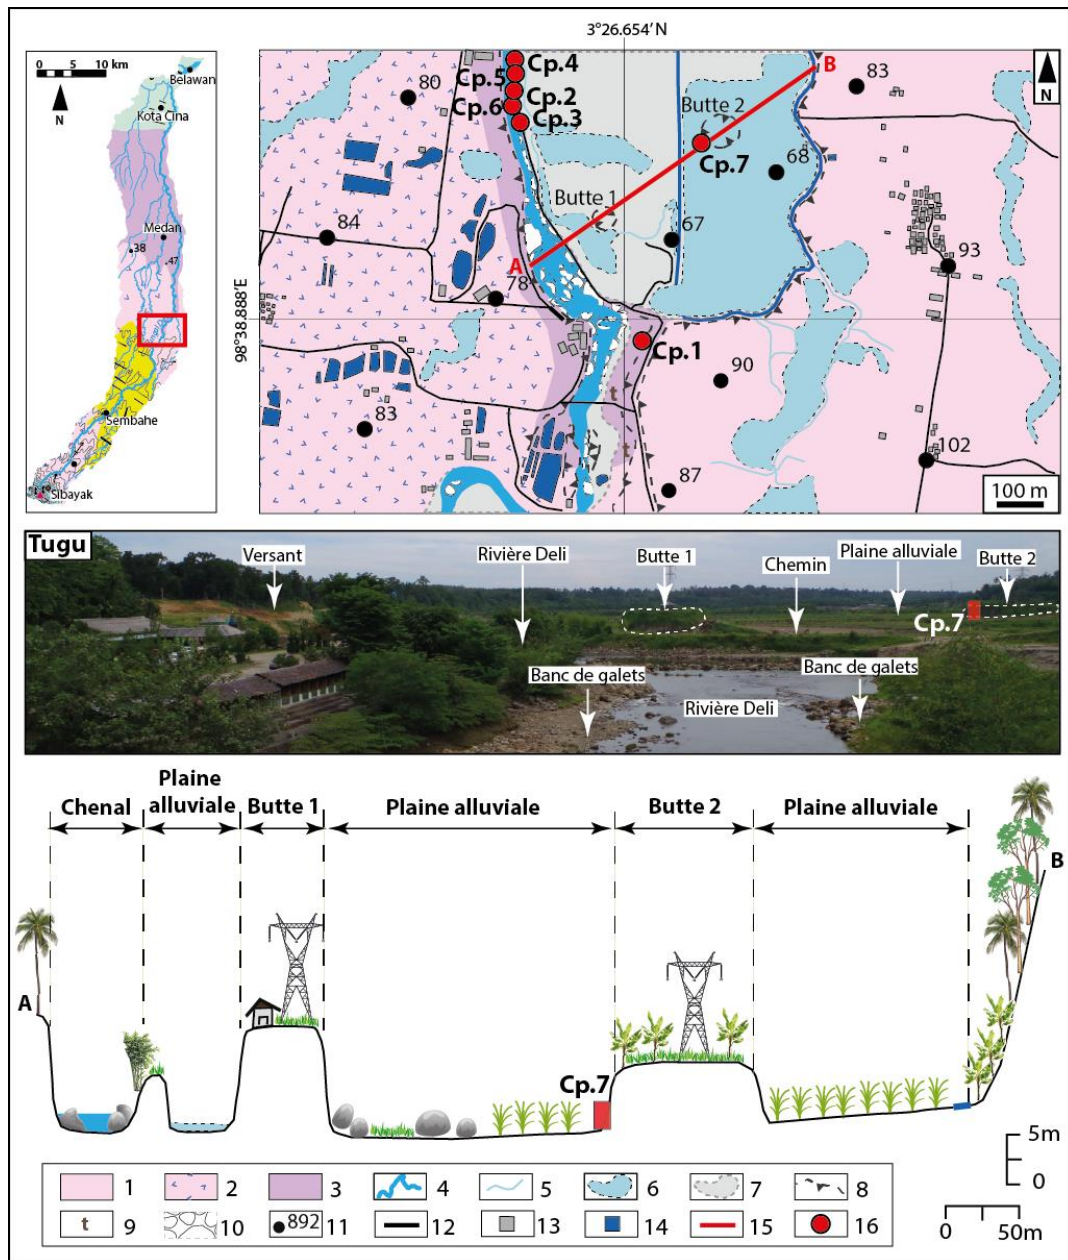 3°26.654' N
0 5 10 km
N
Belawan
Kota Cina
Medan
38
47
Sembahe
Sibayak
98°38.888'E
Cp.4
Cp.5
Cp.2
Cp.6
Cp.3
80
B
83
N
Butte 2
Cp.7
68
Butte 1
67
84
A
78
93
Cp.1
90
t
83
t
87
102
100 m
Tugu
Versant
Rivière Deli
Butte 1
Chemin
Plaine alluviale
Butte 2
Cp.7
Banc de galets
Rivière Deli
Banc de galets
Chenal
Plaine
alluviale
Butte 1
Plaine alluviale
Butte 2
Plaine alluviale
A
B
Cp.7
5m
0
0 50m
1 2 3 4 5 6 7 8
t 9 10 892 11 12 13 14 15 16